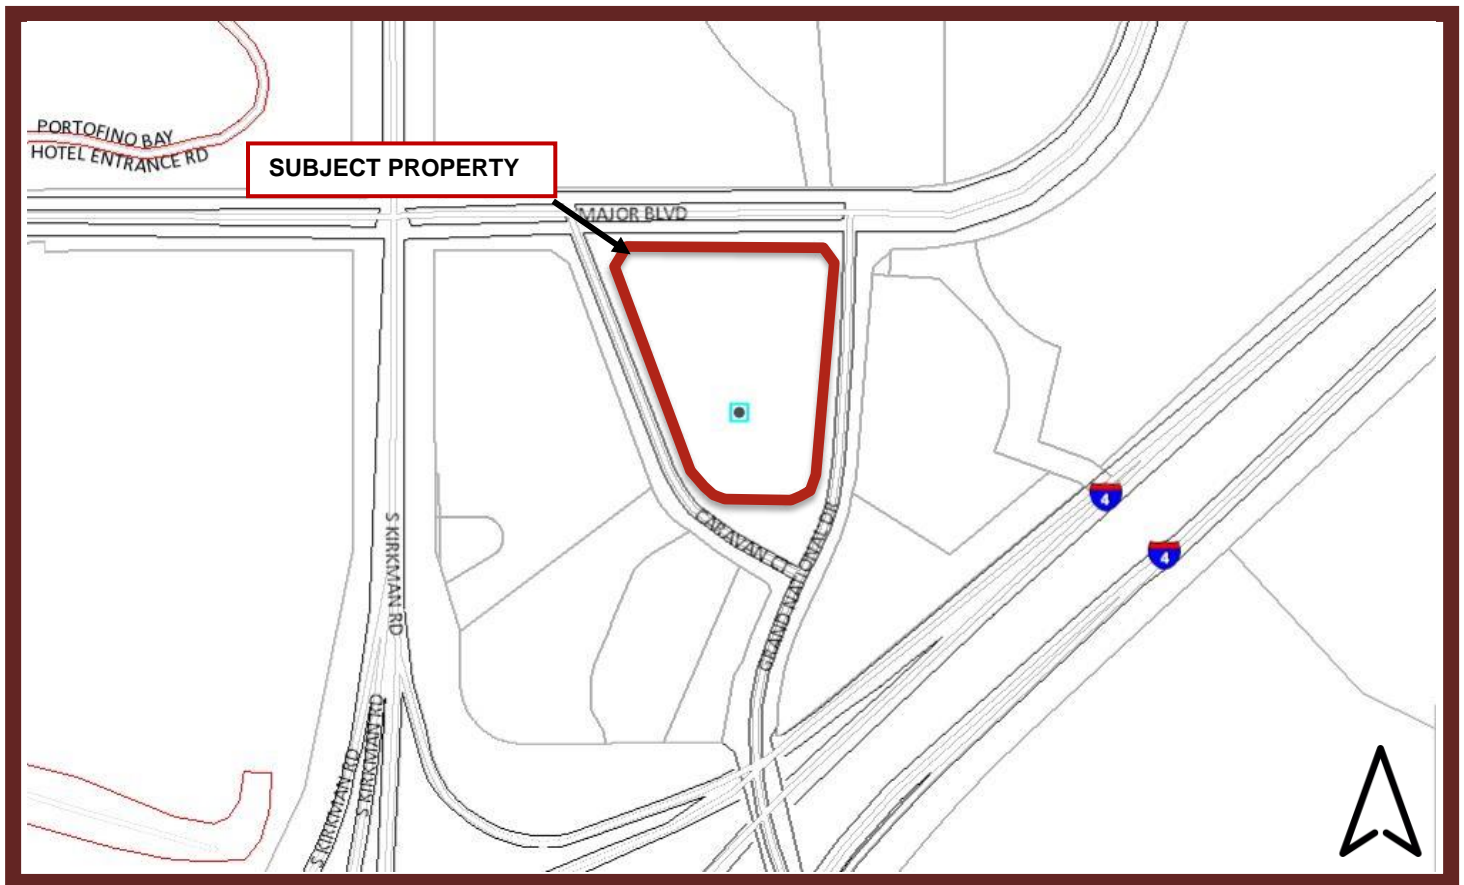 PORTOFINO BAY
HOTEL ENTRANCE RD
SUBJECT PROPERTY
MAJOR BLVD
S KIRKMAN RD
CARAVAN CT
GRAND NATIONAL DR
4
4
S KIRKMAN RD
S KIRKMAN RD